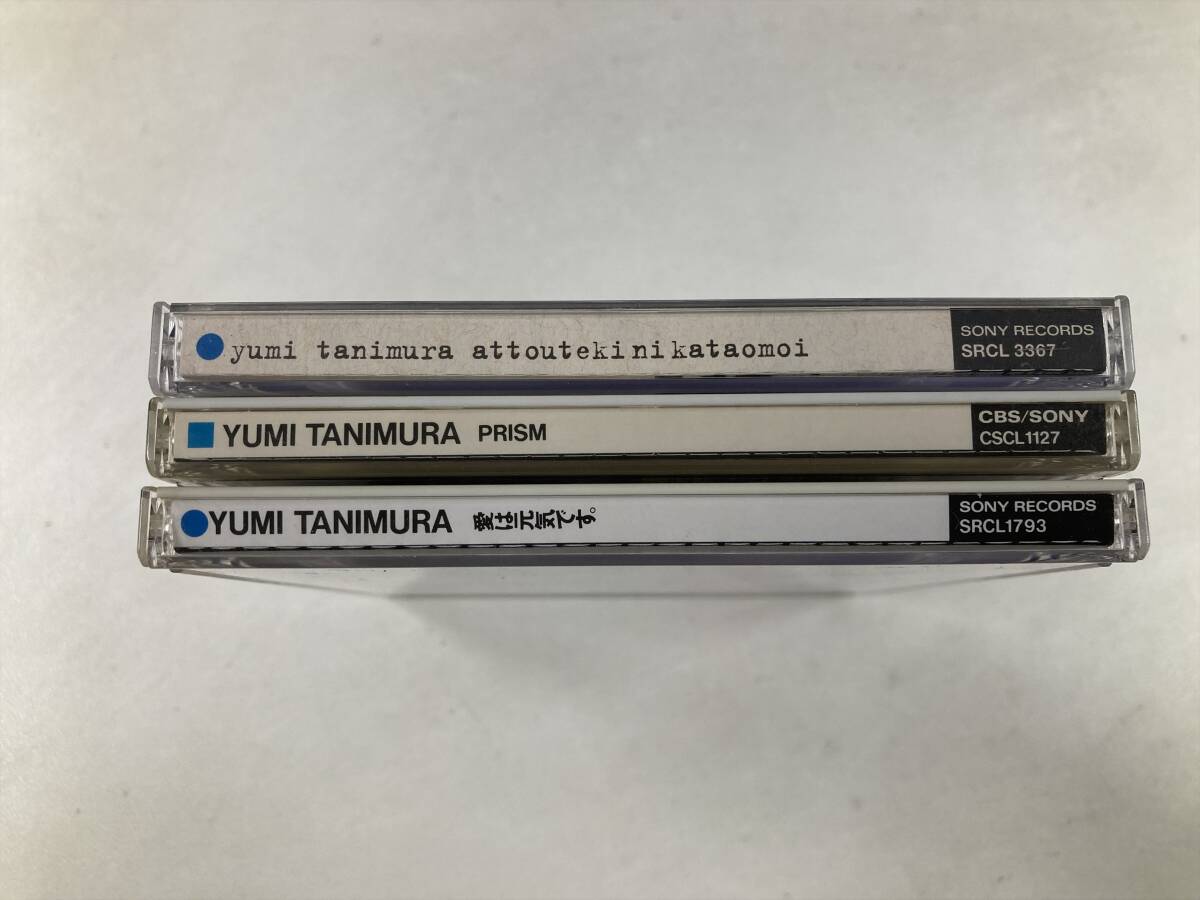 yumi tanimura attoutekinikataomoi
SONY RECORDS
SRCL 3367
YUMI TANIMURA PRISM
CBS/SONY
CSCL1127
YUMI TANIMURA 愛は元気です。
SONY RECORDS
SRCL1793